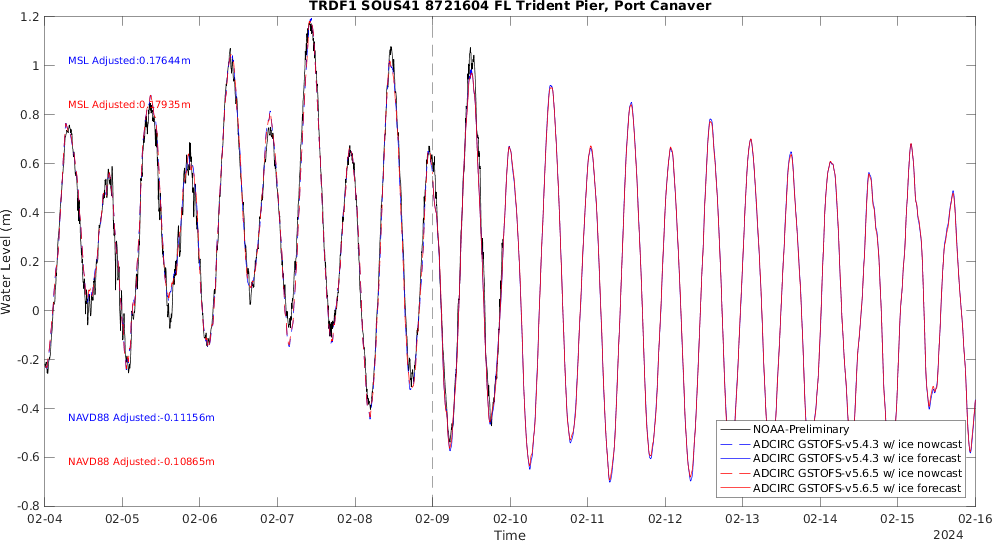 TRDF1 SOUS41 8721604 FL Trident Pier, Port Canaver
1.2
1
0.8
0.6
0.4
0.2
0
-0.2
-0.4
-0.6
-0.8
Water Level (m)
MSL Adjusted:0.17644m
MSL Adjusted:0.17935m
NAVD88 Adjusted:-0.11156m
NAVD88 Adjusted:-0.10865m
NOAA-Preliminary
ADCIRC GSTOFS-v5.4.3 w/ ice nowcast
ADCIRC GSTOFS-v5.4.3 w/ ice forecast
ADCIRC GSTOFS-v5.6.5 w/ ice nowcast
ADCIRC GSTOFS-v5.6.5 w/ ice forecast
02-04 02-05 02-06 02-07 02-08 02-09 02-10 02-11 02-12 02-13 02-14 02-15 02-16
Time
2024